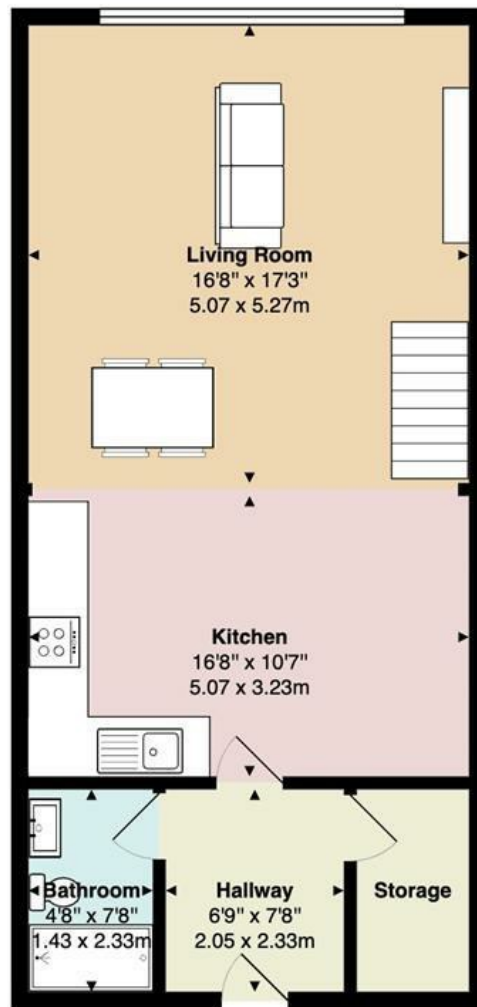 Living Room
16'8" x 17'3"
5.07 x 5.27m
Kitchen
16'8" x 10'7"
5.07 x 3.23m
Bathroom
4'8" x 7'8"
1.43 x 2.33m
Hallway
6'9" x 7'8"
2.05 x 2.33m
Storage